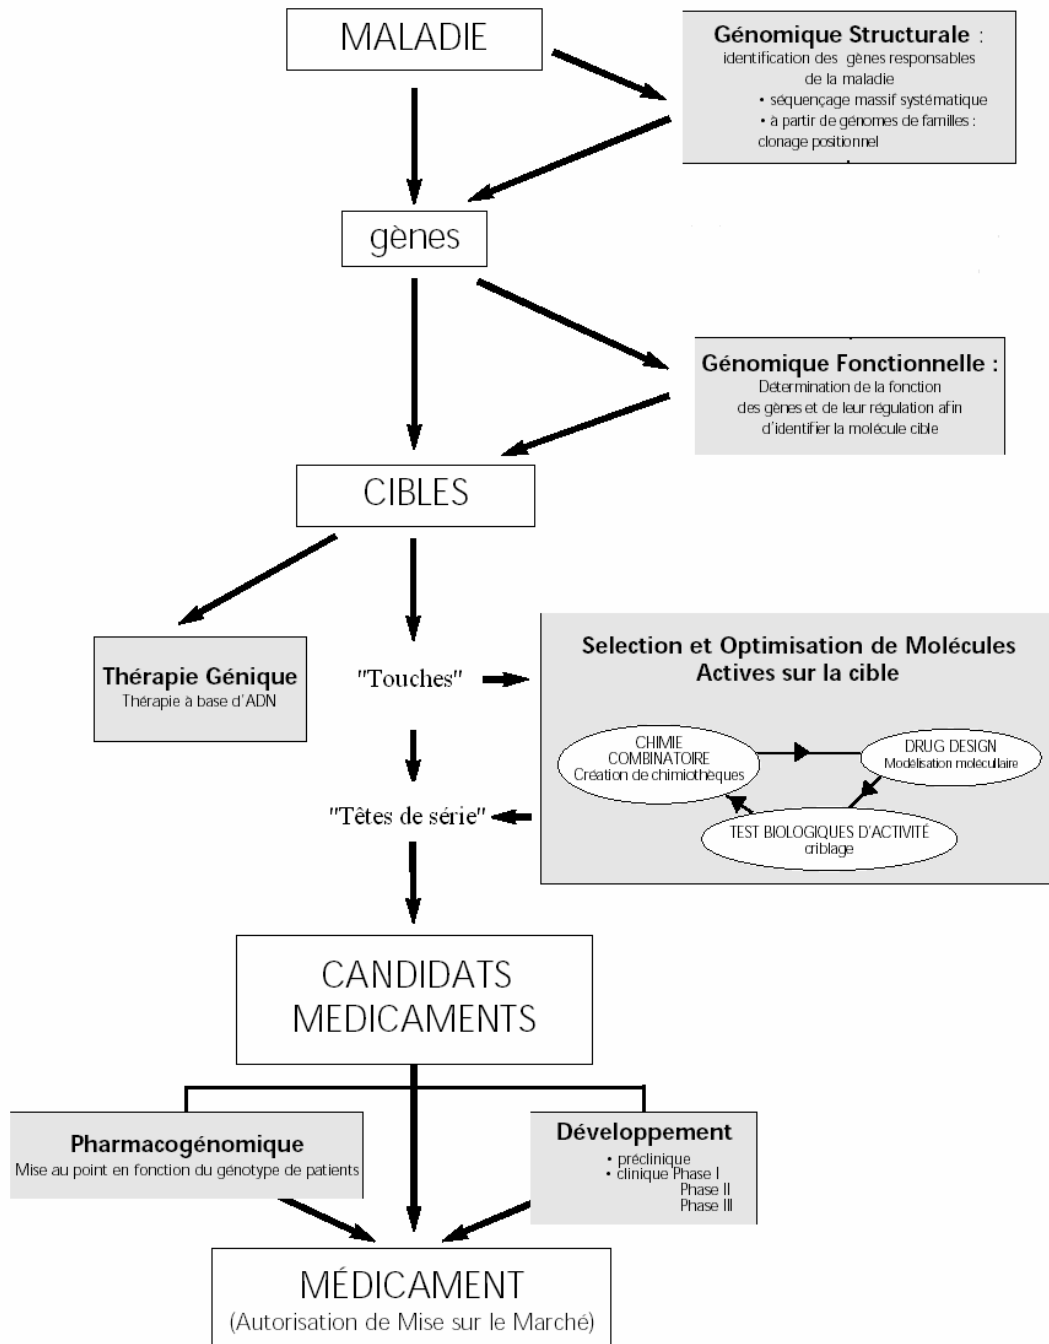 MALADIE
Génomique Structurale :
identification des gènes responsables
de la maladie
• séquençage massif systématique
• à partir de génomes de familles :
clonage positionnel
gènes
Génomique Fonctionnelle :
Détermination de la fonction
des gènes et de leur régulation afin
d'identifier la molécule cible
CIBLES
Thérapie Génique
Thérapie à base d'ADN
"Touches"
Selection et Optimisation de Molécules
Actives sur la cible
CHIMIE
COMBINATOIRE
Création de chimiothèques
DRUG DESIGN
Modélisation molécullaire
TEST BIOLOGIQUES D'ACTIVITÉ
criblage
"Têtes de série"
CANDIDATS
MEDICAMENTS
Pharmacogénomique
Mise au point en fonction du génotype de patients
Développement
• préclinique
• clinique Phase I
Phase II
Phase III
MÉDICAMENT
(Autorisation de Mise sur le Marché)